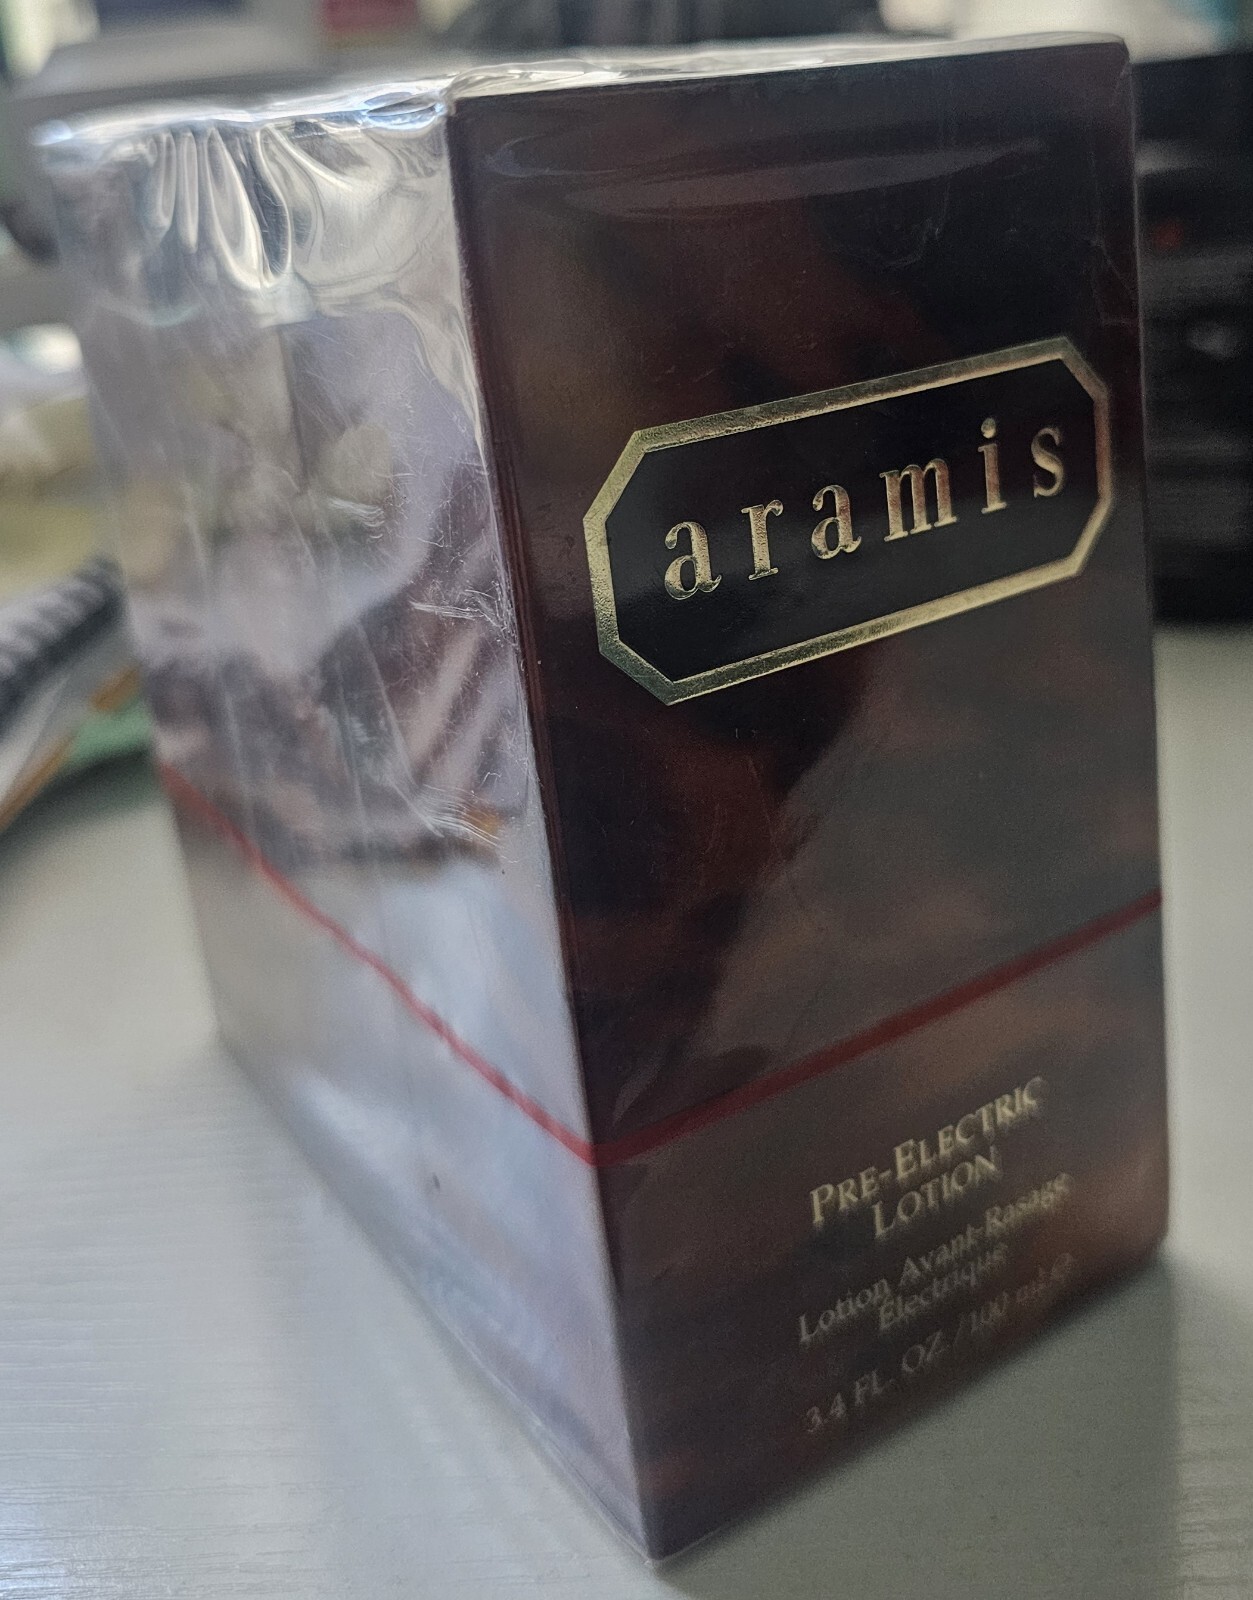 aramis
PRE-ELECTRIC
LOTION
Lotion Avant-Rasage
Électrique
3.4 FL. OZ./100 ml ℮